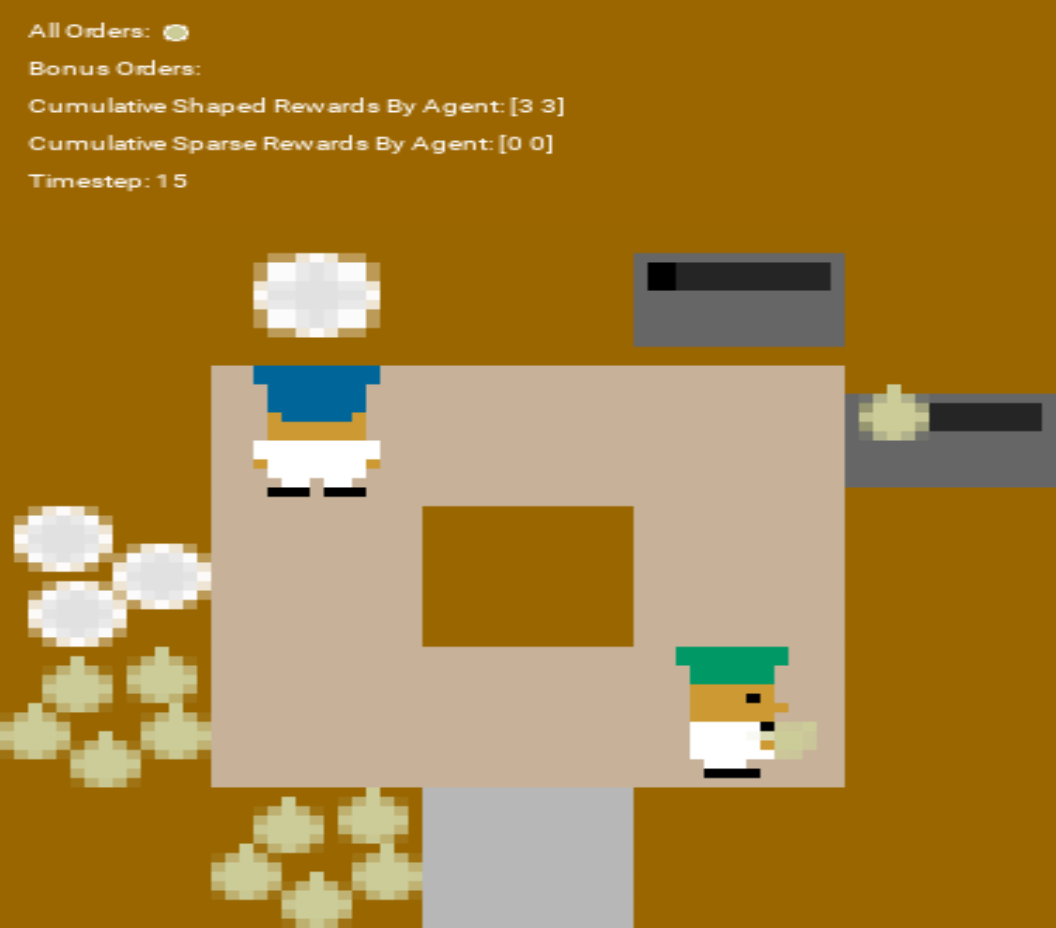 All Orders:
Bonus Orders:
Cumulative Shaped Rewards By Agent: [3 3]
Cumulative Sparse Rewards By Agent: [0 0]
Timestep: 15